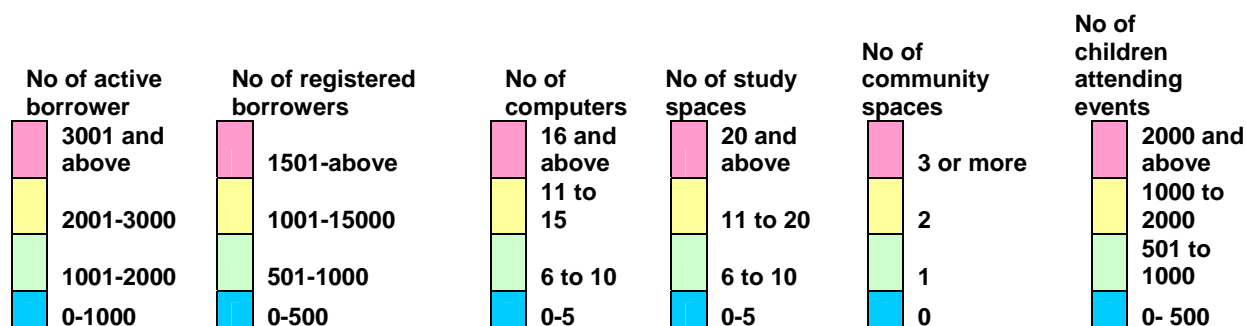 No of active
borrower
3001 and
above
2001-3000
1001-2000
0-1000
No of registered
borrowers
1501-above
1001-15000
501-1000
0-500
No of
computers
16 and
above
11 to
15
6 to 10
0-5
No of study
spaces
20 and
above
11 to 20
6 to 10
0-5
No of
community
spaces
3 or more
2
1
0
No of
children
attending
events
2000 and
above
1000 to
2000
501 to
1000
0- 500